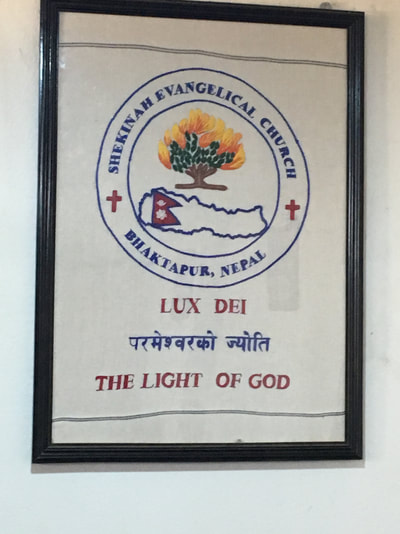 SHEKINAH EVANGELICAL CHURCH
BHAKTAPUR, NEPAL
LUX DEI
परमेश्वरको ज्योति
THE LIGHT OF GOD